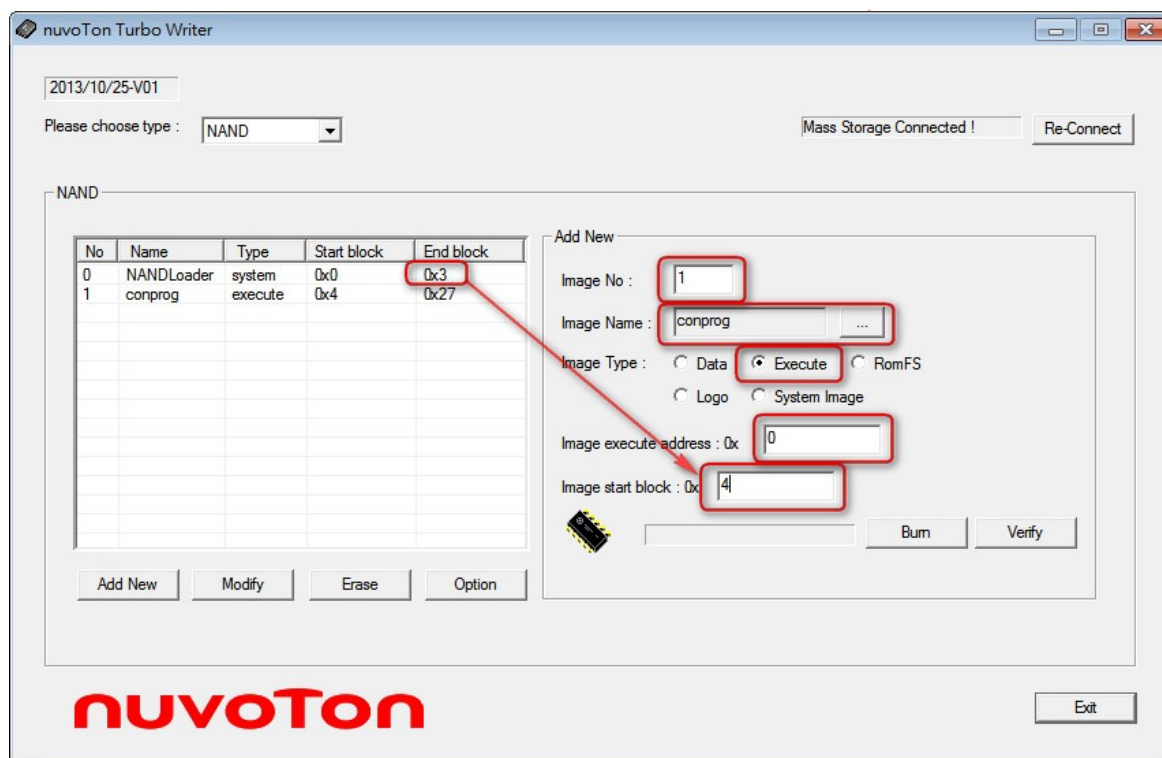 nuvoTon Turbo Writer
2013/10/25-V01
Please choose type : NAND
Mass Storage Connected ! Re-Connect
NAND
No Name Type Start block End block
0 NANDLoader system 0x0 0x3
1 conprog execute 0x4 0x27
Add New Modify Erase Option
Add New
Image No : 1
Image Name : conprog ...
Image Type : Data Execute RomFS
Logo System Image
Image execute address : 0x 0
Image start block : 0x 4
Burn Verify
nuvoTon
Exit